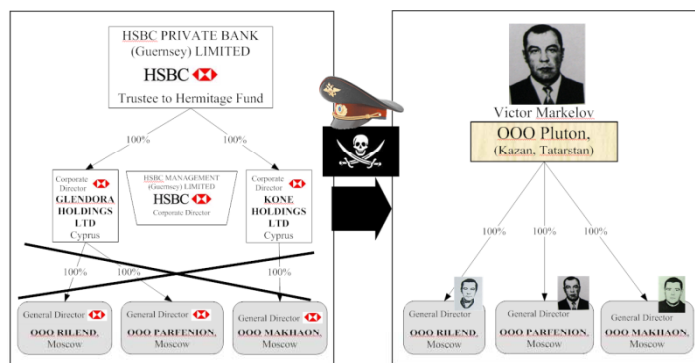 HSBC PRIVATE BANK
(Guernsey) LIMITED
HSBC
Trustee to Hermitage Fund
100%
100%
Corporate
Director
GLENDORA
HOLDINGS
LTD
Cyprus
HSBC MANAGEMENT
(Guernsey) LIMITED
HSBC
Corporate Director
Corporate
Director
KONE
HOLDINGS
LTD
Cyprus
100%
100%
100%
General Director
OOO RILEND,
Moscow
General Director
OOO PARFENION,
Moscow
General Director
OOO MAKHAON,
Moscow
Victor Markelov
OOO Pluton,
(Kazan, Tatarstan)
100%
100%
100%
General Director
OOO RILEND,
Moscow
General Director
OOO PARFENION,
Moscow
General Director
OOO MAKHAON,
Moscow